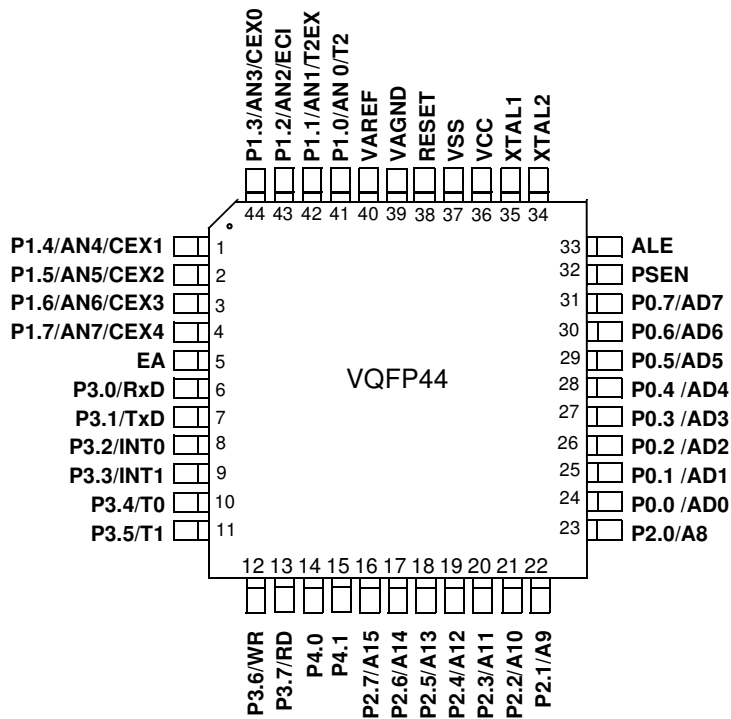 P1.3/AN3/CEX0
P1.2/AN2/ECI
P1.1/AN1/T2EX
P1.0/AN 0/T2
VAREF
VAGND
RESET
VSS
VCC
XTAL1
XTAL2
44 43 42 41 40 39 38 37 36 35 34
P1.4/AN4/CEX1 1
P1.5/AN5/CEX2 2
P1.6/AN6/CEX3 3
P1.7/AN7/CEX4 4
EA 5
P3.0/RxD 6
P3.1/TxD 7
P3.2/INT0 8
P3.3/INT1 9
P3.4/T0 10
P3.5/T1 11
VQFP44
33 ALE
32 PSEN
31 P0.7/AD7
30 P0.6/AD6
29 P0.5/AD5
28 P0.4 /AD4
27 P0.3 /AD3
26 P0.2 /AD2
25 P0.1 /AD1
24 P0.0 /AD0
23 P2.0/A8
12 13 14 15 16 17 18 19 20 21 22
P3.6/WR
P3.7/RD
P4.0
P4.1
P2.7/A15
P2.6/A14
P2.5/A13
P2.4/A12
P2.3/A11
P2.2/A10
P2.1/A9